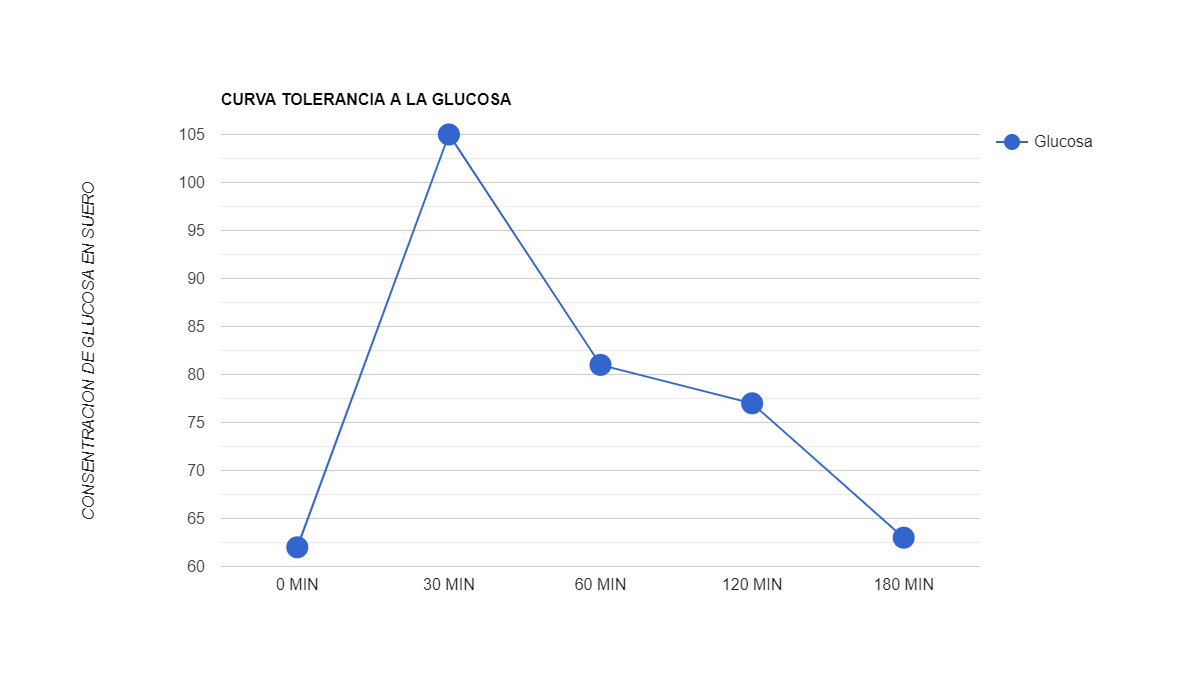 CURVA TOLERANCIA A LA GLUCOSA
CONSENTRACION DE GLUCOSA EN SUERO
105
100
95
90
85
80
75
70
65
60
0 MIN
30 MIN
60 MIN
120 MIN
180 MIN
Glucosa